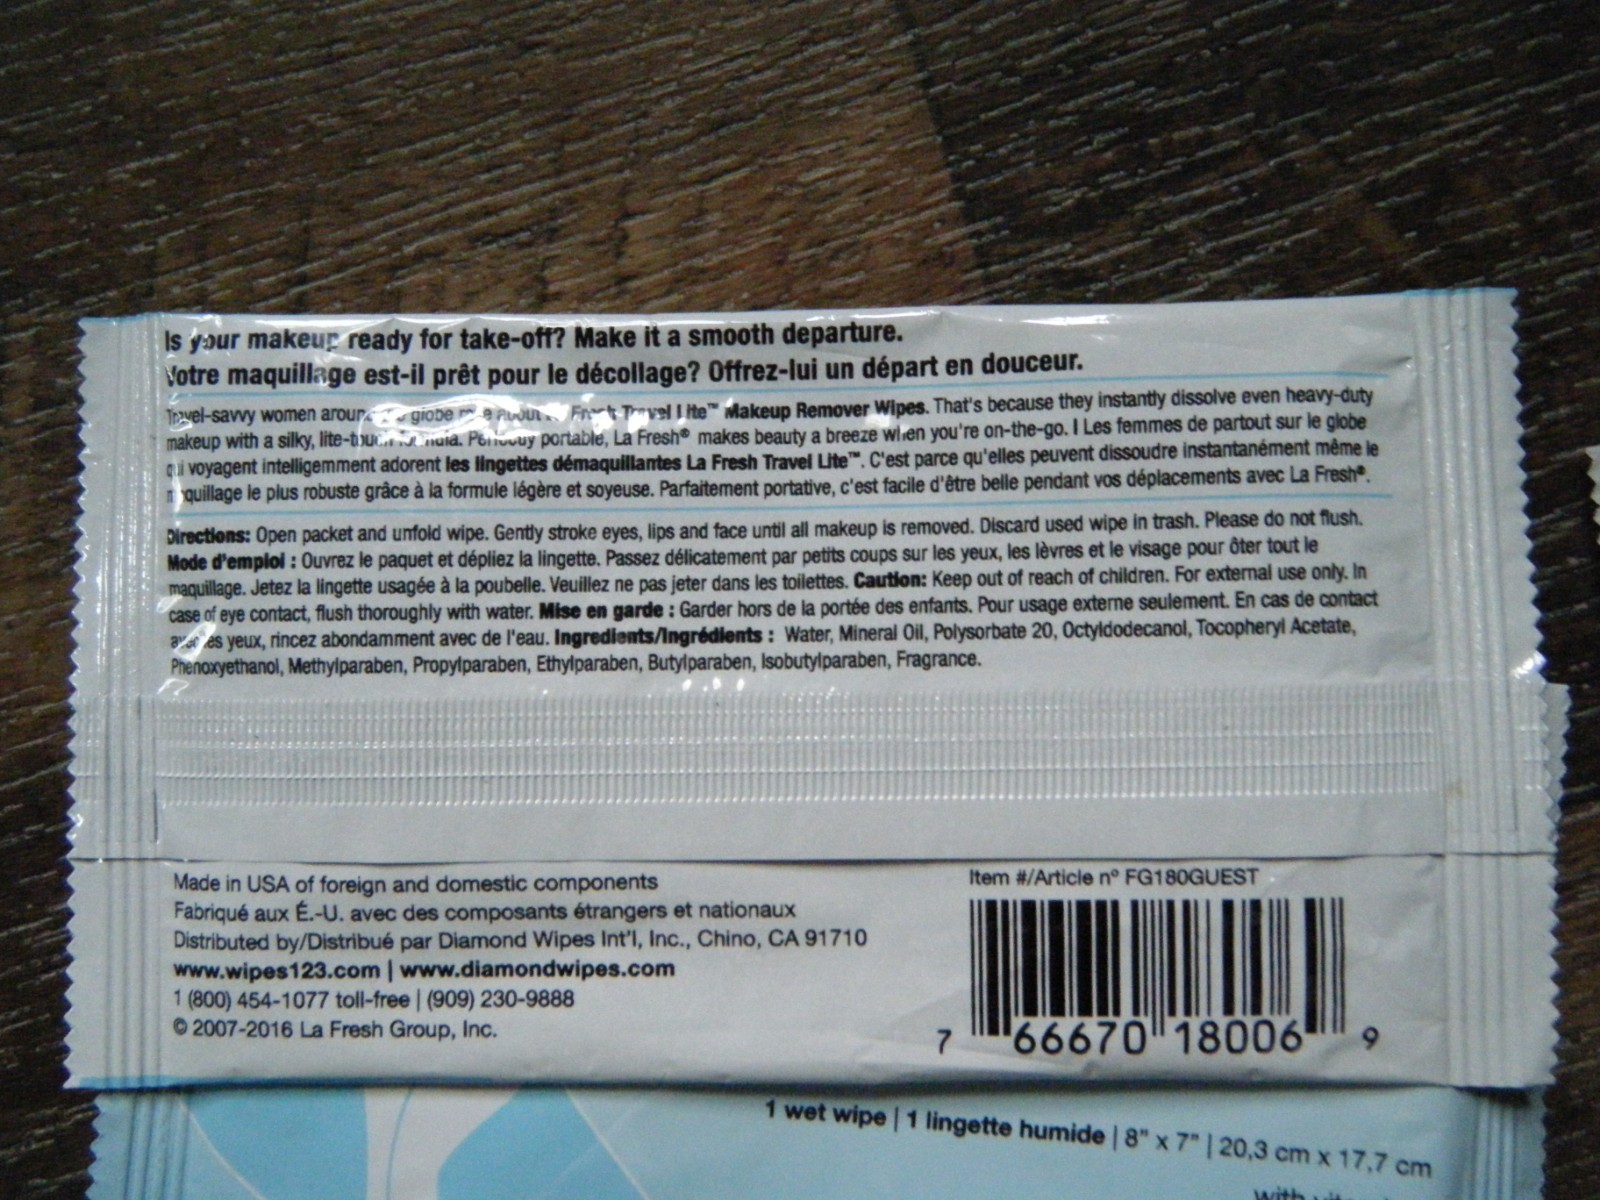 Is your makeup ready for take-off? Make it a smooth departure.
Votre maquillage est-il prêt pour le décollage? Offrez-lui un départ en douceur.
Travel-savvy women around globe about Fresh Travel Lite™ Makeup Remover Wipes. That's because they instantly dissolve even heavy-duty
makeup with a silky, lite-touch formula. Perfectly portable, La Fresh® makes beauty a breeze when you're on-the-go. I Les femmes de partout sur le globe
qui voyagent intelligemment adorent les lingettes démaquillantes La Fresh Travel Lite™. C'est parce qu'elles peuvent dissoudre instantanément même le
maquillage le plus robuste grâce à la formule légère et soyeuse. Parfaitement portative, c'est facile d'être belle pendant vos déplacements avec La Fresh®.
Directions: Open packet and unfold wipe. Gently stroke eyes, lips and face until all makeup is removed. Discard used wipe in trash. Please do not flush.
Mode d'emploi : Ouvrez le paquet et dépliez la lingette. Passez délicatement par petits coups sur les yeux, les lèvres et le visage pour ôter tout le
maquillage. Jetez la lingette usagée à la poubelle. Veuillez ne pas jeter dans les toilettes. Caution: Keep out of reach of children. For external use only. In
case of eye contact, flush thoroughly with water. Mise en garde : Garder hors de la portée des enfants. Pour usage externe seulement. En cas de contact
avec les yeux, rincez abondamment avec de l'eau. Ingredients/Ingrédients : Water, Mineral Oil, Polysorbate 20, Octyldodecanol, Tocopheryl Acetate,
Phenoxyethanol, Methylparaben, Propylparaben, Ethylparaben, Butylparaben, Isobutylparaben, Fragrance.
Made in USA of foreign and domestic components
Fabriqué aux É.-U. avec des composants étrangers et nationaux
Distributed by/Distribué par Diamond Wipes Int'l, Inc., Chino, CA 91710
www.wipes123.com | www.diamondwipes.com
1 (800) 454-1077 toll-free | (909) 230-9888
© 2007-2016 La Fresh Group, Inc.
Item #/Article nº FG180GUEST
7 66670 18006 9
1 wet wipe | 1 lingette humide | 8" x 7" | 20,3 cm x 17,7 cm
with